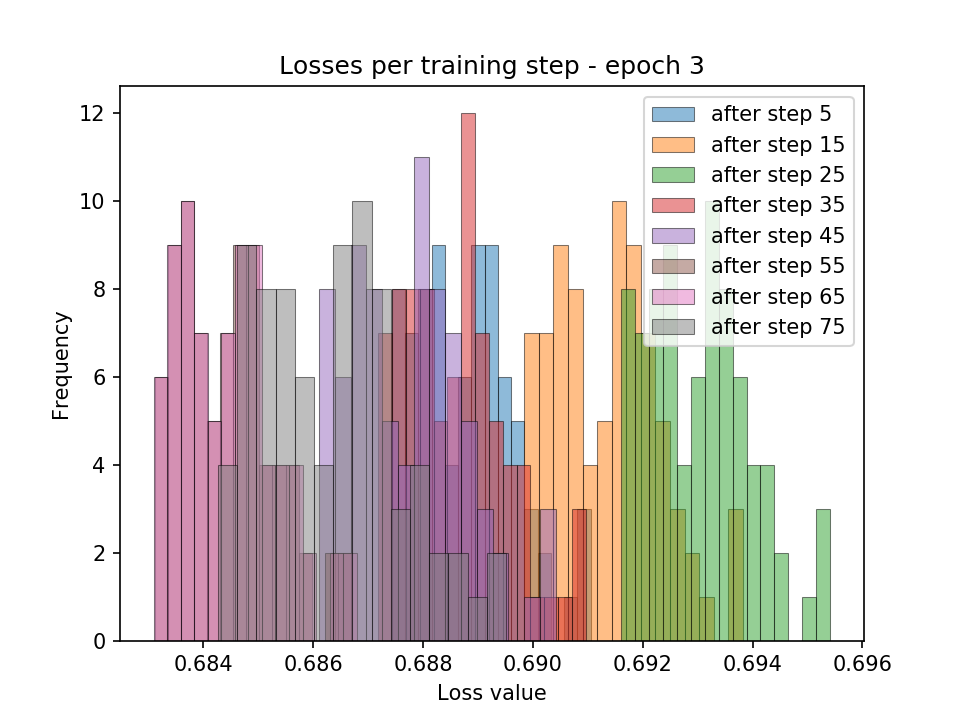 Losses per training step - epoch 3
12
10
8
6
4
2
0
Frequency
after step 5
after step 15
after step 25
after step 35
after step 45
after step 55
after step 65
after step 75
0.684 0.686 0.688 0.690 0.692 0.694 0.696
Loss value